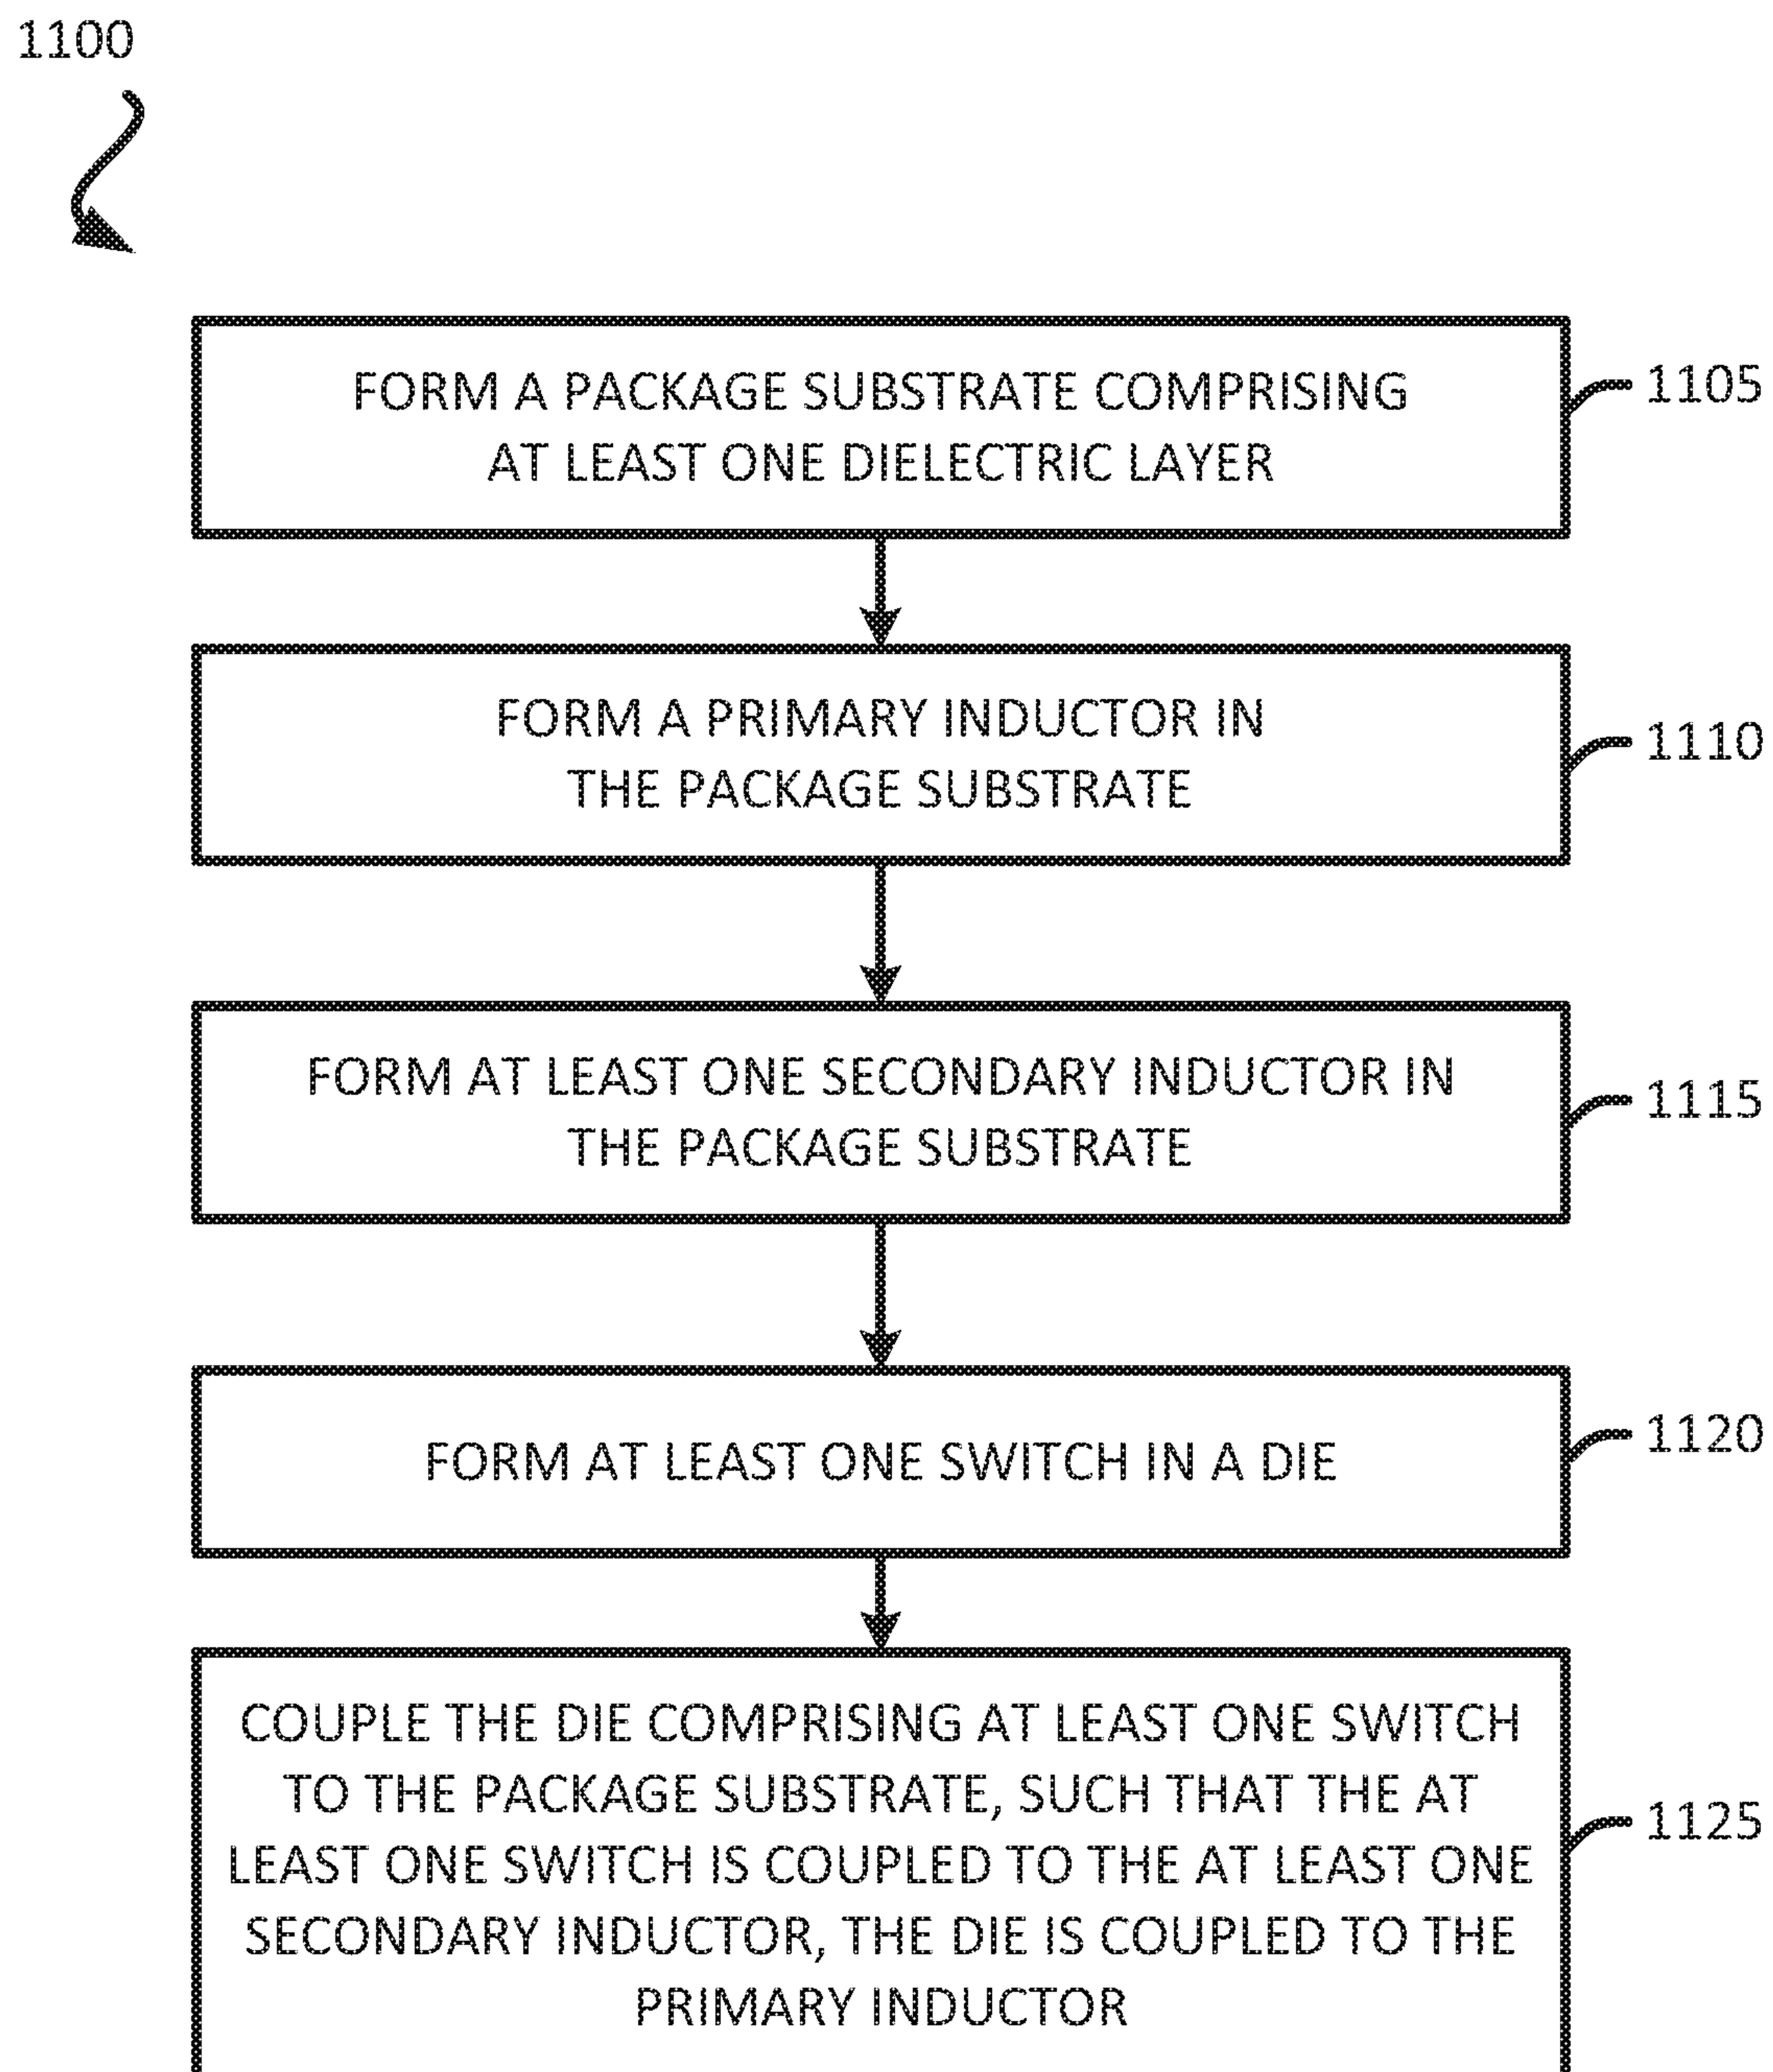 1100
FORM A PACKAGE SUBSTRATE COMPRISING
AT LEAST ONE DIELECTRIC LAYER
1105
FORM A PRIMARY INDUCTOR IN
THE PACKAGE SUBSTRATE
1110
FORM AT LEAST ONE SECONDARY INDUCTOR IN
THE PACKAGE SUBSTRATE
1115
FORM AT LEAST ONE SWITCH IN A DIE
1120
COUPLE THE DIE COMPRISING AT LEAST ONE SWITCH
TO THE PACKAGE SUBSTRATE, SUCH THAT THE AT
LEAST ONE SWITCH IS COUPLED TO THE AT LEAST ONE
SECONDARY INDUCTOR, THE DIE IS COUPLED TO THE
PRIMARY INDUCTOR
1125